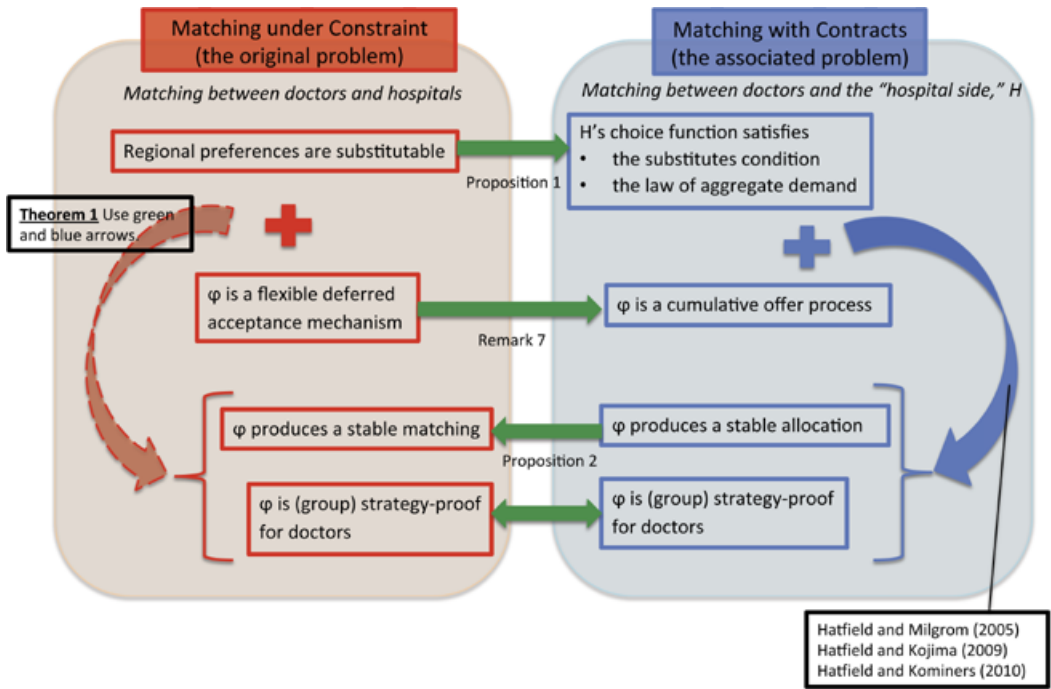 Matching under Constraint
(the original problem)
Matching with Contracts
(the associated problem)
Matching between doctors and hospitals
Matching between doctors and the “hospital side,” H
Regional preferences are substitutable
Proposition 1
H’s choice function satisfies
• the substitutes condition
• the law of aggregate demand
Theorem 1 Use green
and blue arrows.
φ is a flexible deferred
acceptance mechanism
Remark 7
φ is a cumulative offer process
φ produces a stable matching
Proposition 2
φ produces a stable allocation
φ is (group) strategy-proof
for doctors
φ is (group) strategy-proof
for doctors
Hatfield and Milgrom (2005)
Hatfield and Kojima (2009)
Hatfield and Kominers (2010)